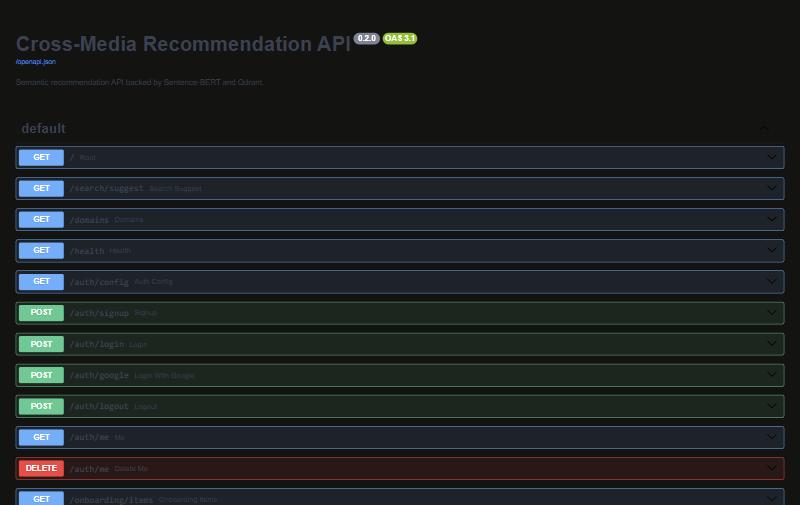 Cross-Media Recommendation API 0.2.0 OAS 3.1
/openapi.json
Semantic recommendation API backed by Sentence-BERT and Qdrant.
default
GET / Root
GET /search/suggest Search Suggest
GET /domains Domains
GET /health Health
GET /auth/config Auth Config
POST /auth/signup Signup
POST /auth/login Login
POST /auth/google Login With Google
POST /auth/logout Logout
GET /auth/me Me
DELETE /auth/me Delete Me
GET /onboarding/items Onboarding Items